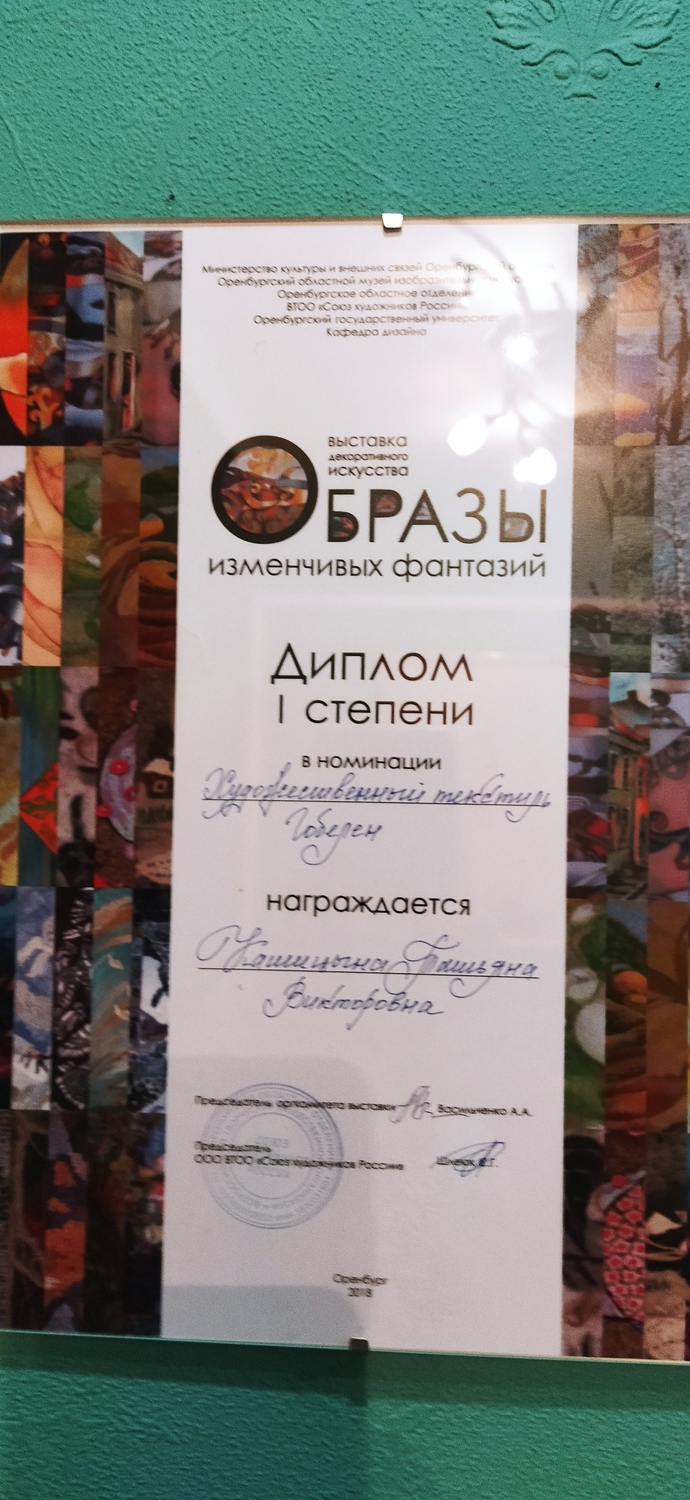 Министерство культуры и внешних связей Оренбургской
Оренбургский областной музей
Оренбургское областное отделение
ВТОО «Союз художников России»
Оренбургский государственный университет
Кафедра дизайна
выставка
декоративного
искусства
ОБРАЗЫ
изменчивых фантазий
Диплом
I степени
в номинации
Художественный текстиль
Гобелен
награждается
Татьяна
Викторовна
Председатель оргкомитета выставки Васильченко А.А.
Председатель
ООО ВТОО «Союз художников России»
Оренбург
2018